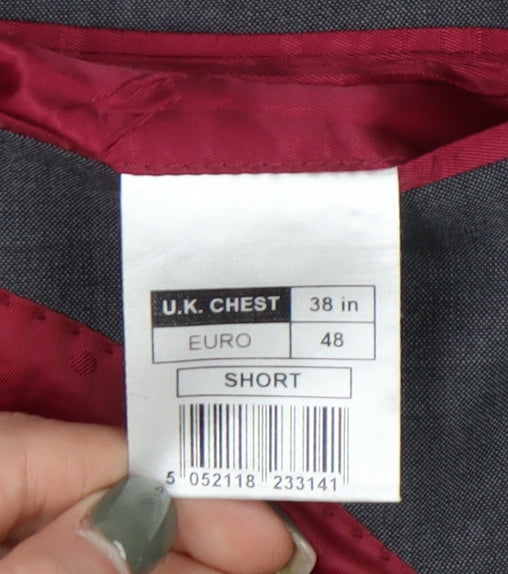 U.K. CHEST 38 in
EURO 48
SHORT
5 052118 233141